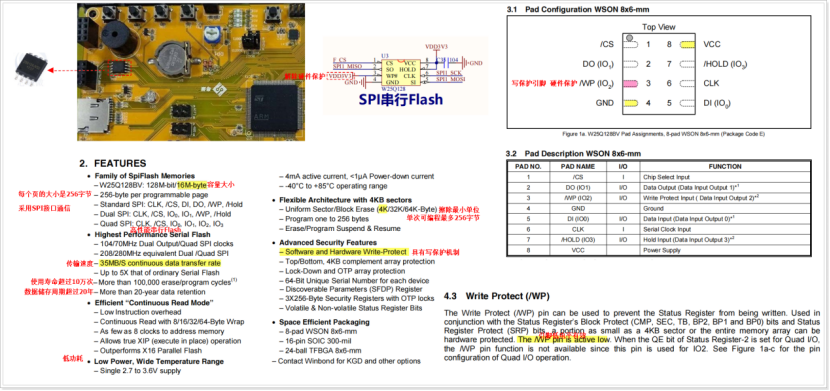 F_CS
SPI1_MISO
解除硬件保护
VDD3V3
GND
U3
CS
SO
WP#
GND
VCC
HOLD
CLK
SI
W25Q128
VDD3V3
GND
SPI1_SCK
SPI1_MOSI
SPI串行Flash
3.1 Pad Configuration WSON 8x6-mm
Top View
/CS 1 8 VCC
DO (IO1) 2 7 /HOLD (IO3)
写保护引脚 硬件保护 /WP (IO2) 3 6 CLK
GND 4 5 DI (IO0)
Figure 1a. W25Q128BV Pad Assignments, 8-pad WSON 8x6-mm (Package Code E)
3.2 Pad Description WSON 8x6-mm
PAD NO. PAD NAME I/O FUNCTION
1 /CS I Chip Select Input
2 DO (IO1) I/O Data Output (Data Input Output 1)*1
3 /WP (IO2) I/O Write Protect Input ( Data Input Output 2)*2
4 GND Ground
5 DI (IO0) I/O Data Input (Data Input Output 0)*1
6 CLK I Serial Clock Input
7 /HOLD (IO3) I/O Hold Input (Data Input Output 3)*2
8 VCC Power Supply
2. FEATURES
• Family of SpiFlash Memories
– W25Q128BV: 128M-bit/16M-byte 容量大小
每个页的大小是256字节 – 256-byte per programmable page
采用SPI接口通信 – Standard SPI: CLK, /CS, DI, DO, /WP, /Hold
– Dual SPI: CLK, /CS, IO0, IO1, /WP, /Hold
– Quad SPI: CLK, /CS, IO0, IO1, IO2, IO3
高性能串行flash
• Highest Performance Serial Flash
– 104/70MHz Dual Output/Quad SPI clocks
– 208/280MHz equivalent Dual /Quad SPI
传输速度 – 35MB/S continuous data transfer rate
– Up to 5X that of ordinary Serial Flash
使用寿命超过10万次 – More than 100,000 erase/program cycles(1)
数据储存周期超过20年 – More than 20-year data retention
• Efficient “Continuous Read Mode”
– Low Instruction overhead
– Continuous Read with 8/16/32/64-Byte Wrap
– As few as 8 clocks to address memory
– Allows true XIP (execute in place) operation
– Outperforms X16 Parallel Flash
低功耗
• Low Power, Wide Temperature Range
– Single 2.7 to 3.6V supply
– 4mA active current, <1µA Power-down current
– -40°C to +85°C operating range
• Flexible Architecture with 4KB sectors
– Uniform Sector/Block Erase (4K/32K/64K-Byte) 擦除最小单位
– Program one to 256 bytes 单次可编程最多256字节
– Erase/Program Suspend & Resume
• Advanced Security Features
– Software and Hardware Write-Protect 具有写保护机制
– Top/Bottom, 4KB complement array protection
– Lock-Down and OTP array protection
– 64-Bit Unique Serial Number for each device
– Discoverable Parameters (SFDP) Register
– 3X256-Byte Security Registers with OTP locks
– Volatile & Non-volatile Status Register Bits
• Space Efficient Packaging
– 8-pad WSON 8x6-mm
– 16-pin SOIC 300-mil
– 24-ball TFBGA 8x6-mm
– Contact Winbond for KGD and other options
4.3 Write Protect (/WP)
The Write Protect (/WP) pin can be used to prevent the Status Register from being written. Used in
conjunction with the Status Register’s Block Protect (CMP, SEC, TB, BP2, BP1 and BP0) bits and Status
Register Protect (SRP) bits, a portion as small as a 4KB sector or the entire memory array can be
hardware protected. The /WP pin is active low. When the QE bit of Status Register-2 is set for Quad I/O,
the /WP pin function is not available since this pin is used for IO2. See Figure 1a-c for the pin
configuration of Quad I/O operation.